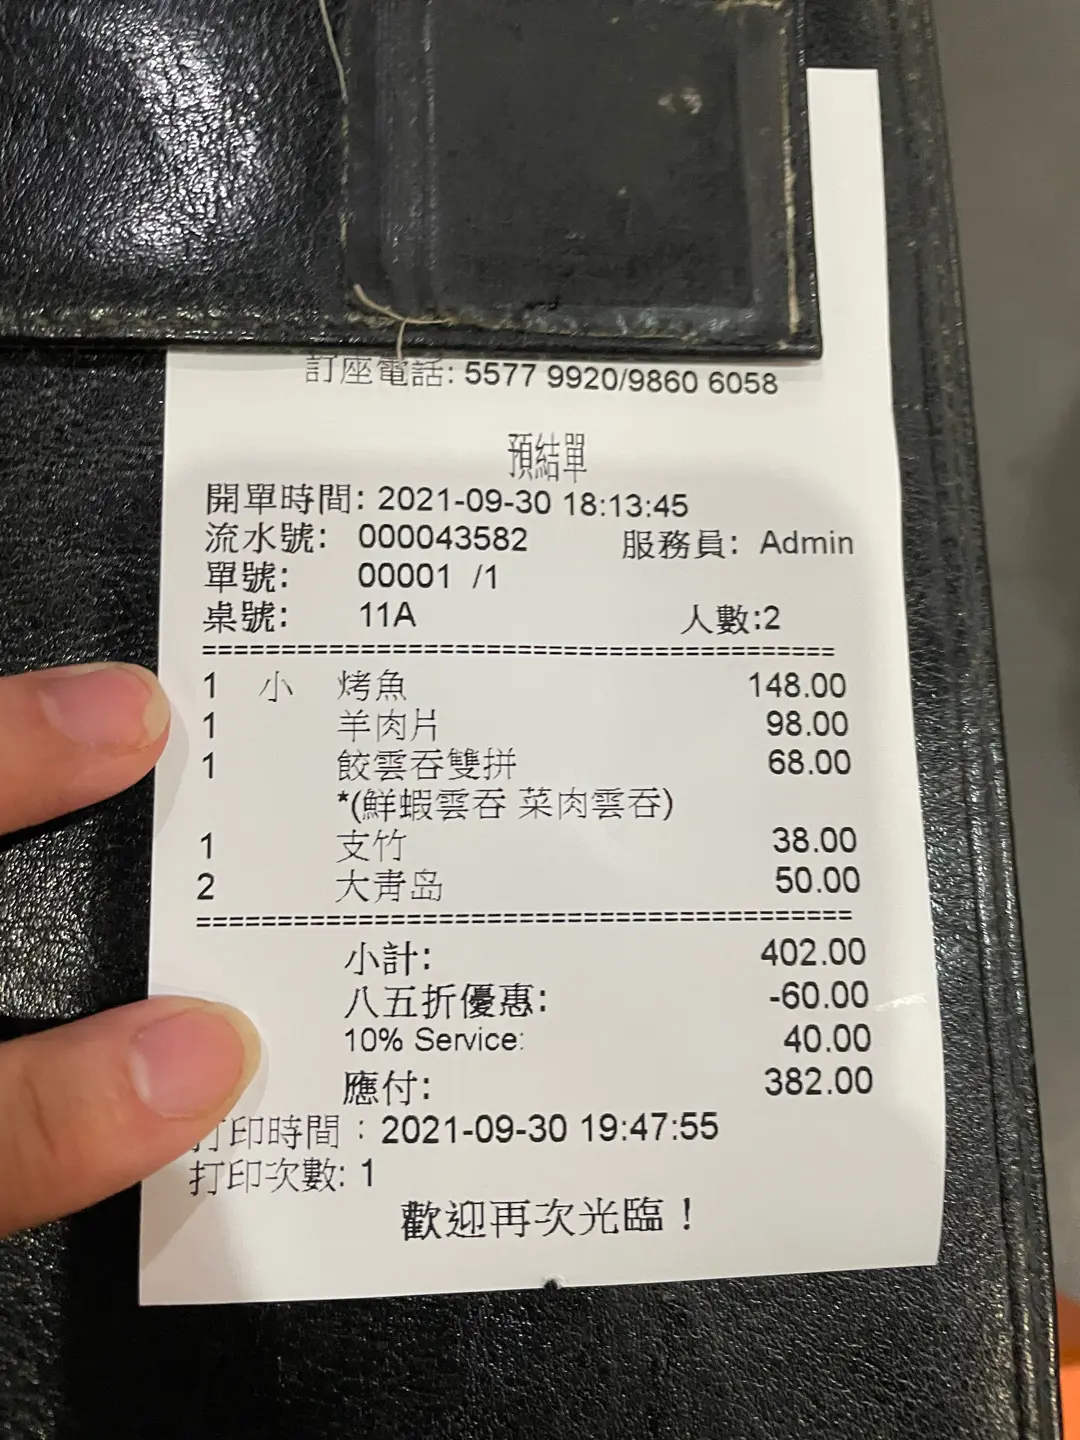 訂座電話: 5577 9920/9860 6058
預結單
開單時間: 2021-09-30 18:13:45
流水號: 000043582 服務員: Admin
單號: 00001 /1
桌號: 11A 人數:2
========================================
1 小 烤魚 148.00
1 羊肉片 98.00
1 餃雲吞雙拼 68.00
*(鮮蝦雲吞 菜肉雲吞)
1 支竹 38.00
2 大青岛 50.00
========================================
小計: 402.00
八五折優惠: -60.00
10% Service: 40.00
應付: 382.00
打印時間 : 2021-09-30 19:47:55
打印次數: 1
歡迎再次光臨！